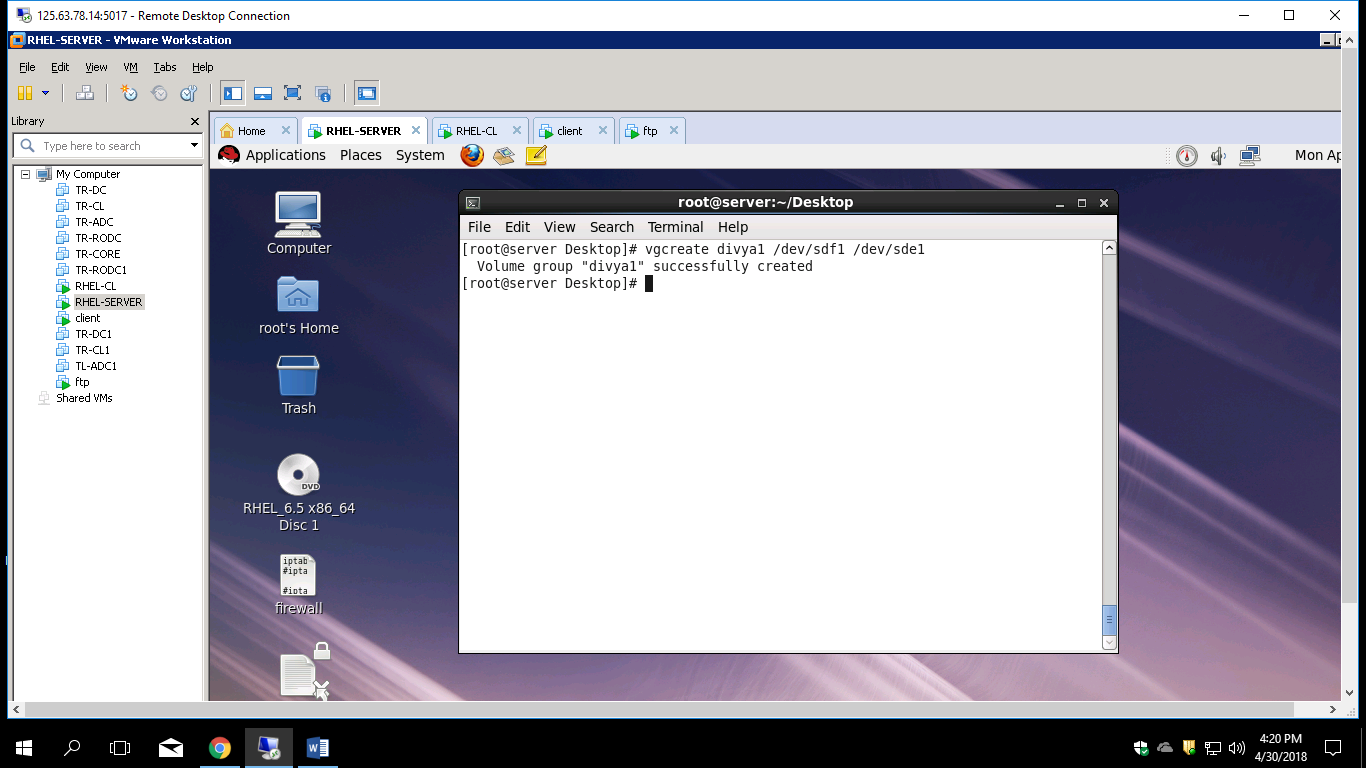 125.63.78.14:5017 - Remote Desktop Connection
RHEL-SERVER - VMware Workstation
File Edit View VM Tabs Help
Library
Type here to search
My Computer
TR-DC
TR-CL
TR-ADC
TR-RODC
TR-CORE
TR-RODC1
RHEL-CL
RHEL-SERVER
client
TR-DC1
TR-CL1
TL-ADC1
ftp
Shared VMs
Home RHEL-SERVER RHEL-CL client ftp
Applications Places System Mon Ap
Computer
root's Home
Trash
DVD
RHEL_6.5 x86_64
Disc 1
iptab
#ipta
#ipta
firewall
root@server:~/Desktop
File Edit View Search Terminal Help
[root@server Desktop]# vgcreate divya1 /dev/sdf1 /dev/sde1
Volume group "divya1" successfully created
[root@server Desktop]#
4:20 PM
4/30/2018